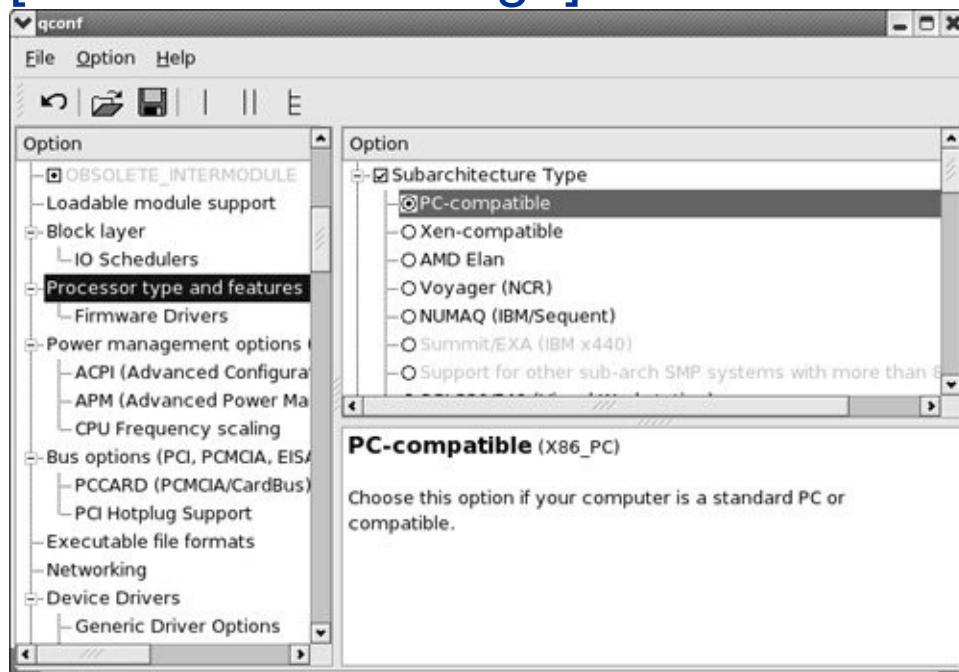 qconf
File Option Help
Option
OBSOLETE_INTERMODULE
Loadable module support
Block layer
IO Schedulers
Processor type and features
Firmware Drivers
Power management options (
ACPI (Advanced Configura
APM (Advanced Power Ma
CPU Frequency scaling
Bus options (PCI, PCMCIA, EISA
PCCARD (PCMCIA/CardBus)
PCI Hotplug Support
Executable file formats
Networking
Device Drivers
Generic Driver Options
Option
Subarchitecture Type
PC-compatible
Xen-compatible
AMD Elan
Voyager (NCR)
NUMAQ (IBM/Sequent)
Summit/EXA (IBM x440)
Support for other sub-arch SMP systems with more than 8
PC-compatible (X86_PC)
Choose this option if your computer is a standard PC or
compatible.